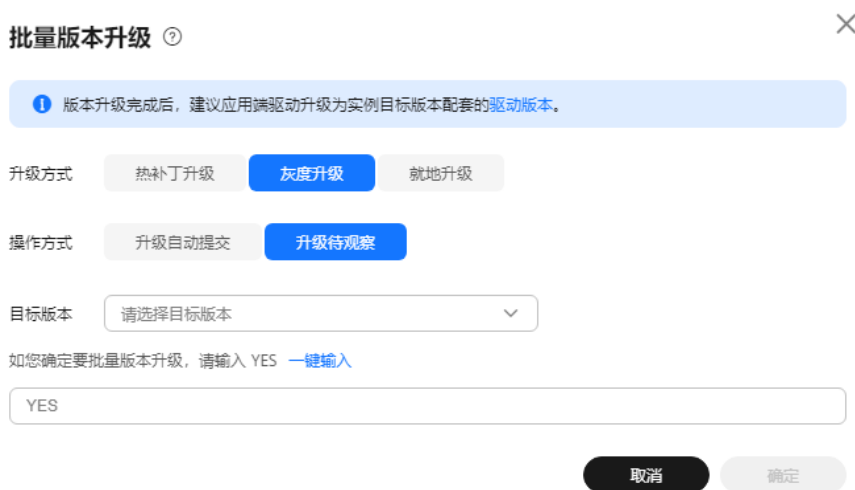 批量版本升级
版本升级完成后，建议应用端驱动升级为实例目标版本配套的驱动版本。
升级方式 热补丁升级 灰度升级 就地升级
操作方式 升级自动提交 升级待观察
目标版本 请选择目标版本
如您确定要批量版本升级，请输入 YES 一键输入
YES
取消 确定